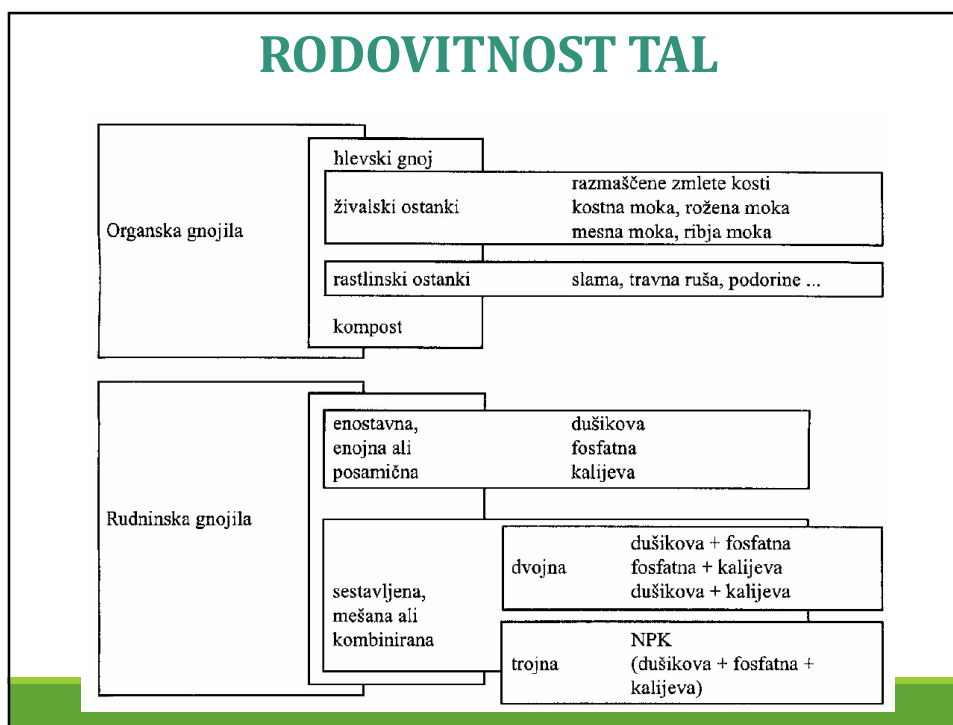 RODOVITNOST TAL
Organska gnojila
hlevski gnoj
živalski ostanki
razmaščene zmlete kosti
kostna moka, rožena moka
mesna moka, ribja moka
rastlinski ostanki
slama, travna ruša, podorine ...
kompost
Rudninska gnojila
enostavna,
enojna ali
posamična
dušikova
fosfatna
kalijeva
sestavljena,
mešana ali
kombinirana
dvojna
dušikova + fosfatna
fosfatna + kalijeva
dušikova + kalijeva
trojna
NPK
(dušikova + fosfatna +
kalijeva)